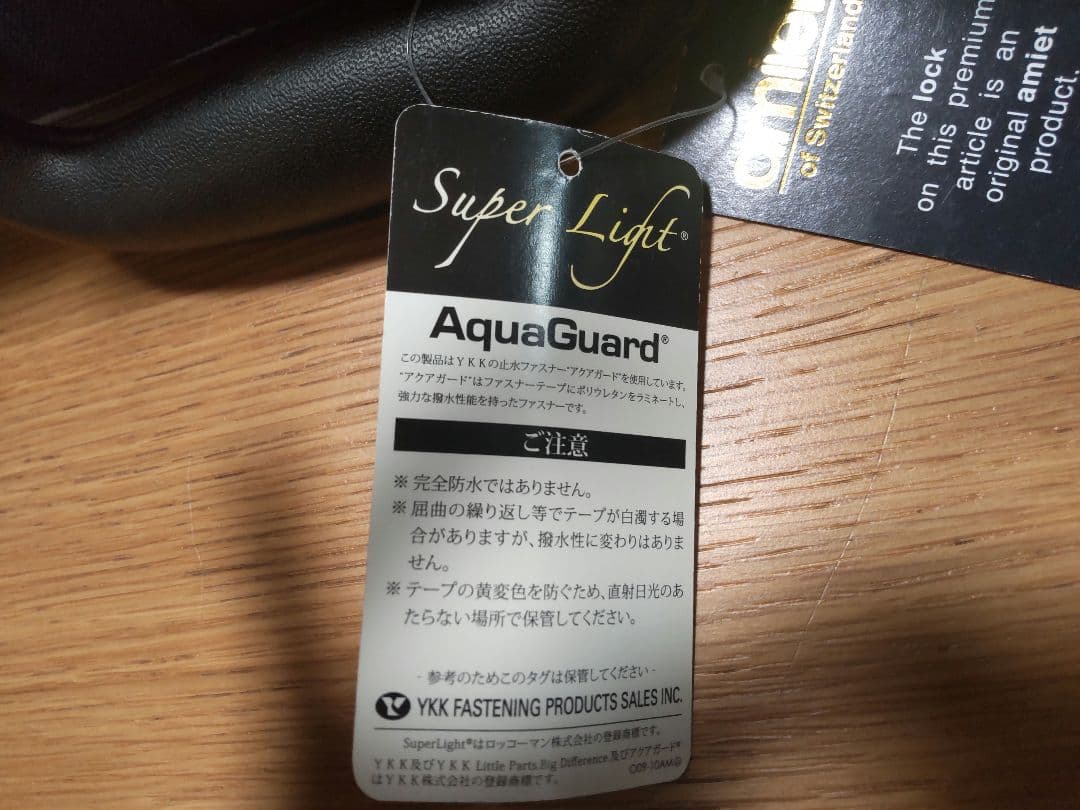 Super Light®
AquaGuard®
この製品はYKKの止水ファスナー"アクアガード"を使用しています。
"アクアガード"はファスナーテープにポリウレタンをラミネートし、
強力な撥水性能を持ったファスナーです。
ご注意
※ 完全防水ではありません。
※ 屈曲の繰り返し等でテープが白濁する場
合がありますが、撥水性に変わりはありま
せん。
※ テープの黄変色を防ぐため、直射日光のあ
たらない場所で保管してください。
- 参考のためこのタグは保管してください -
YKK FASTENING PRODUCTS SALES INC.
SuperLight®はロッコーマン株式会社の登録商標です。
YKK及びYKK Little Parts.Big Difference.及びアクアガード®
はYKK株式会社の登録商標です。
C09-10AM③
amiet
of Switzerland
The lock
on this premium
article is an
original amiet
product.